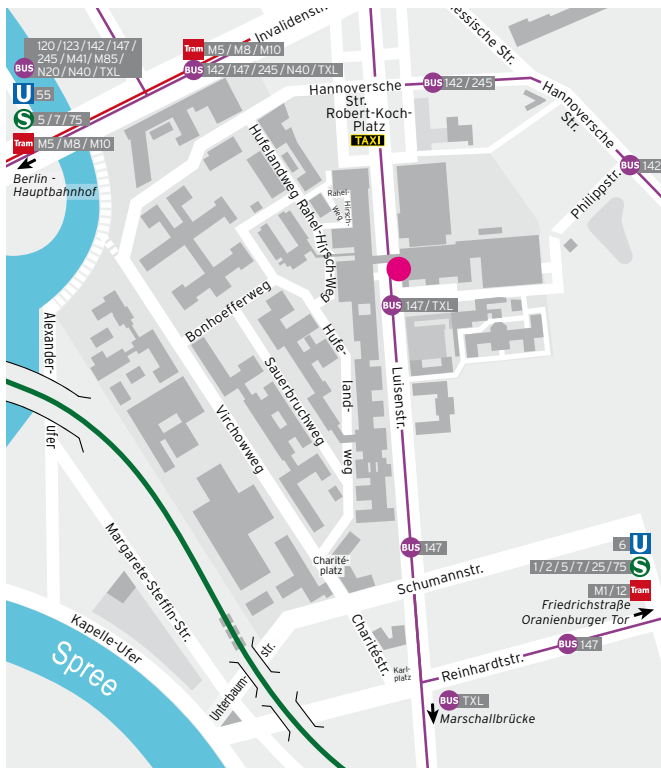 120/123/142/147/
245/M41/M85/
BUS N20/N40/TXL
U 55
S 5/7/75
Tram M5/M8/M10
Berlin -
Hauptbahnhof
Tram M5/M8/M10
BUS 142/147/245/N40/TXL
Invalidenstr.
essische Str.
BUS 142/245
Hannoversche
Str.
Robert-Koch-
Platz
TAXI
Hannoversche
Str.
BUS 142
Philippstr.
Hufelandweg
Rahel-Hirsch-We
g
Rahel-
Hirsch-
Weg
BUS 147/TXL
Bonhoefferweg
Sauerbruchweg
Hufe-
land-
weg
Luisenstr.
Virchowweg
Alexander-
ufer
Margarete-Steffin-Str.
Kapelle-Ufer
Spree
Charité-
platz
BUS 147
Schumannstr.
Charitéstr.
Karl-
platz
Unterbaum-
str.
Reinhardtstr.
6 U
1/2/5/7/25/75 S
M1/12 Tram
Friedrichstraße
Oranienburger Tor
BUS 147
BUS TXL
Marschallbrücke